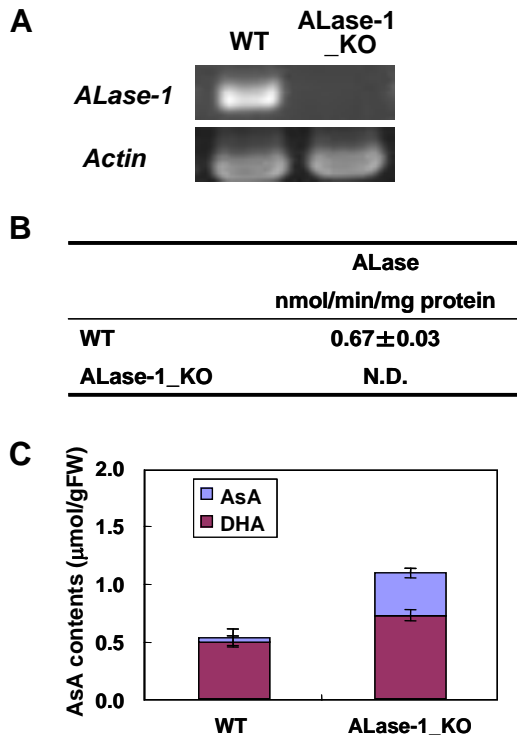 A
WT
ALase-1
_KO
ALase-1
Actin
B
ALase
nmol/min/mg protein
WT 0.67±0.03
ALase-1_KO N.D.
C
AsA contents (μmol/gFW)
2.0
1.5
1.0
0.5
0.0
AsA
DHA
WT ALase-1_KO